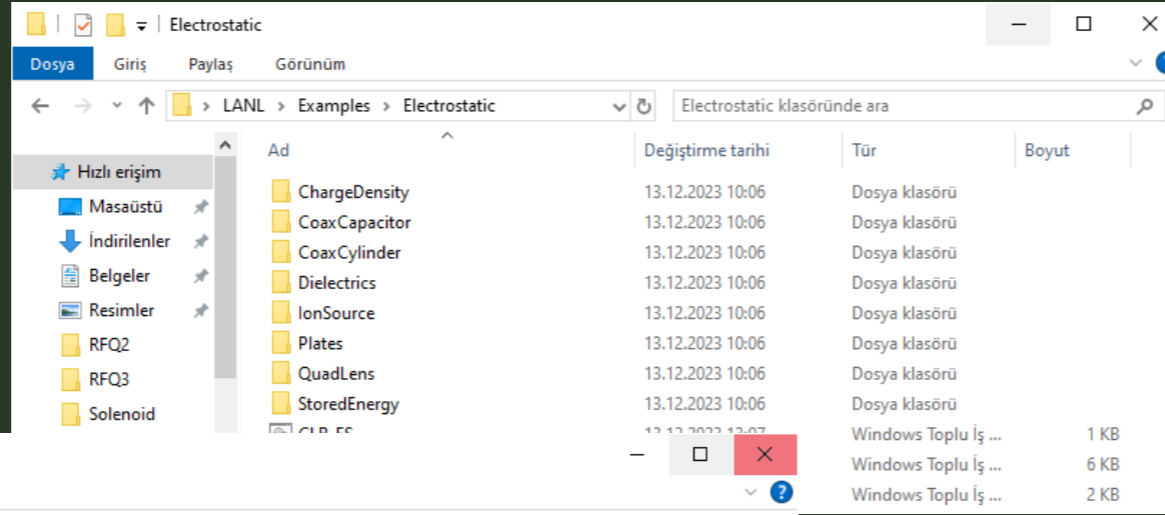 Electrostatic
Dosya Giriş Paylaş Görünüm
LANL > Examples > Electrostatic Electrostatic klasöründe ara
Ad Değiştirme tarihi Tür Boyut
Hızlı erişim
Masaüstü
İndirilenler
Belgeler
Resimler
RFQ2
RFQ3
Solenoid
ChargeDensity 13.12.2023 10:06 Dosya klasörü
CoaxCapacitor 13.12.2023 10:06 Dosya klasörü
CoaxCylinder 13.12.2023 10:06 Dosya klasörü
Dielectrics 13.12.2023 10:06 Dosya klasörü
IonSource 13.12.2023 10:06 Dosya klasörü
Plates 13.12.2023 10:06 Dosya klasörü
QuadLens 13.12.2023 10:06 Dosya klasörü
StoredEnergy 13.12.2023 10:06 Dosya klasörü
Windows Toplu İş ... 1 KB
Windows Toplu İş ... 6 KB
Windows Toplu İş ... 2 KB